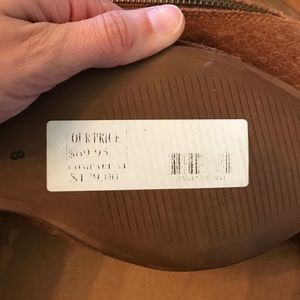 OUR PRICE
$69.95
COMPARE AT
$129.00
8